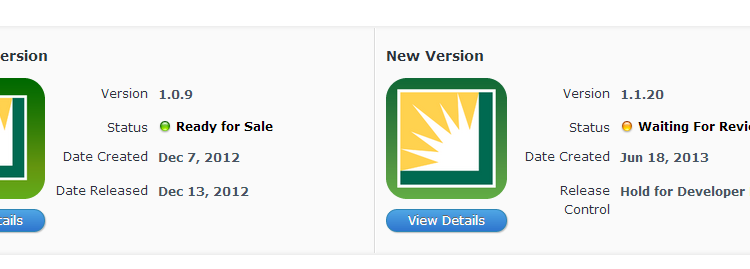 ersion
Version 1.0.9
Status Ready for Sale
Date Created Dec 7, 2012
Date Released Dec 13, 2012
tails
New Version
Version 1.1.20
Status Waiting For Revie
Date Created Jun 18, 2013
Release Hold for Developer
Control
View Details